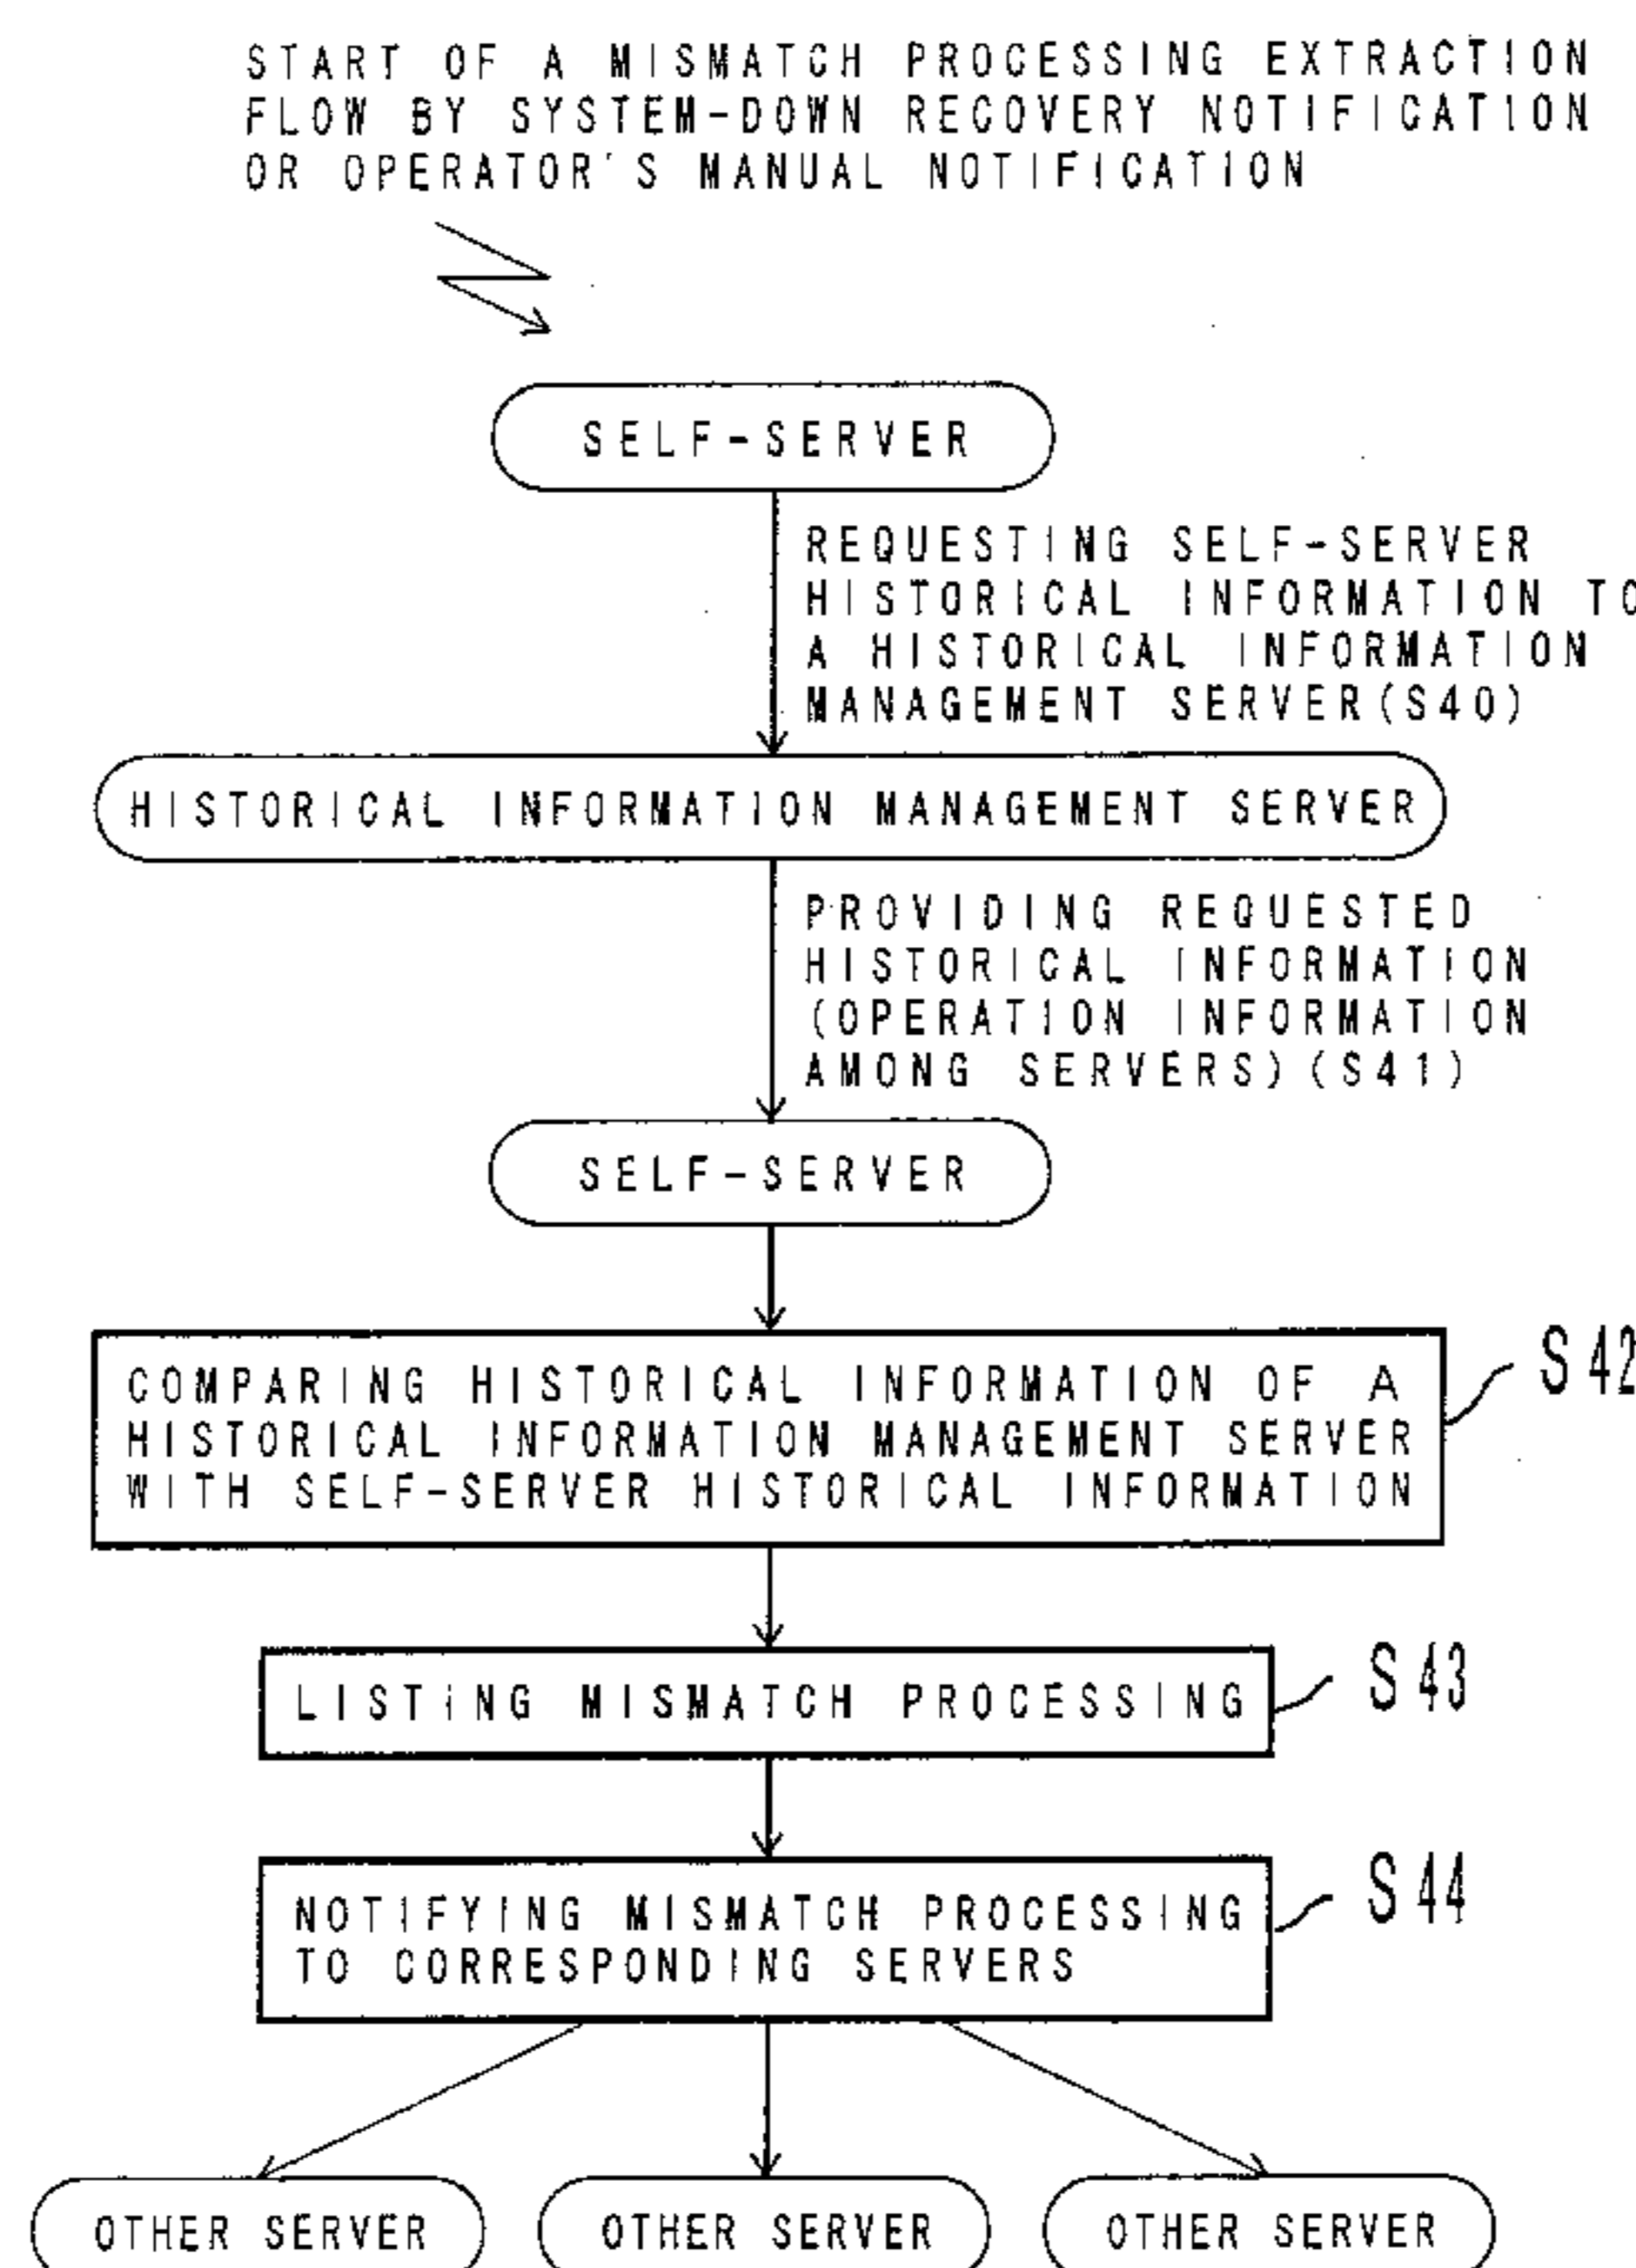 START OF A MISMATCH PROCESSING EXTRACTION
FLOW BY SYSTEM-DOWN RECOVERY NOTIFICATION
OR OPERATOR'S MANUAL NOTIFICATION
SELF-SERVER
REQUESTING SELF-SERVER
HISTORICAL INFORMATION TO
A HISTORICAL INFORMATION
MANAGEMENT SERVER(S40)
HISTORICAL INFORMATION MANAGEMENT SERVER
PROVIDING REQUESTED
HISTORICAL INFORMATION
(OPERATION INFORMATION
AMONG SERVERS)(S41)
SELF-SERVER
S42
COMPARING HISTORICAL INFORMATION OF A
HISTORICAL INFORMATION MANAGEMENT SERVER
WITH SELF-SERVER HISTORICAL INFORMATION
S43
LISTING MISMATCH PROCESSING
S44
NOTIFYING MISMATCH PROCESSING
TO CORRESPONDING SERVERS
OTHER SERVER
OTHER SERVER
OTHER SERVER